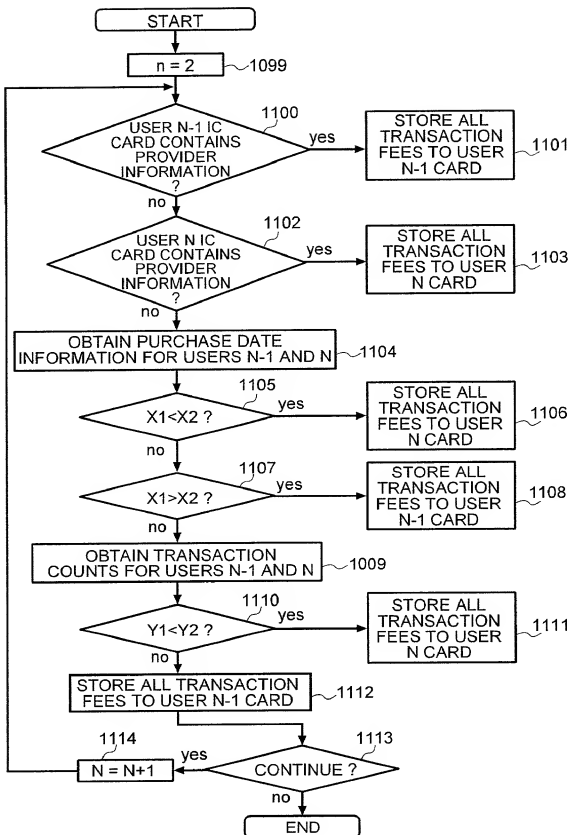 START
n = 2
1099
USER N-1 IC
CARD CONTAINS
PROVIDER
INFORMATION
?
1100
yes
STORE ALL
TRANSACTION
FEES TO USER
N-1 CARD
1101
no
USER N IC
CARD CONTAINS
PROVIDER
INFORMATION
?
1102
yes
STORE ALL
TRANSACTION
FEES TO USER
N CARD
1103
no
OBTAIN PURCHASE DATE
INFORMATION FOR USERS N-1 AND N
1104
X1<X2 ?
1105
yes
STORE ALL
TRANSACTION
FEES TO USER
N CARD
1106
no
X1>X2 ?
1107
yes
STORE ALL
TRANSACTION
FEES TO USER
N-1 CARD
1108
no
OBTAIN TRANSACTION
COUNTS FOR USERS N-1 AND N
1009
Y1<Y2 ?
1110
yes
STORE ALL
TRANSACTION
FEES TO USER
N CARD
1111
no
STORE ALL TRANSACTION
FEES TO USER N-1 CARD
1112
CONTINUE ?
1113
yes
N = N+1
1114
no
END